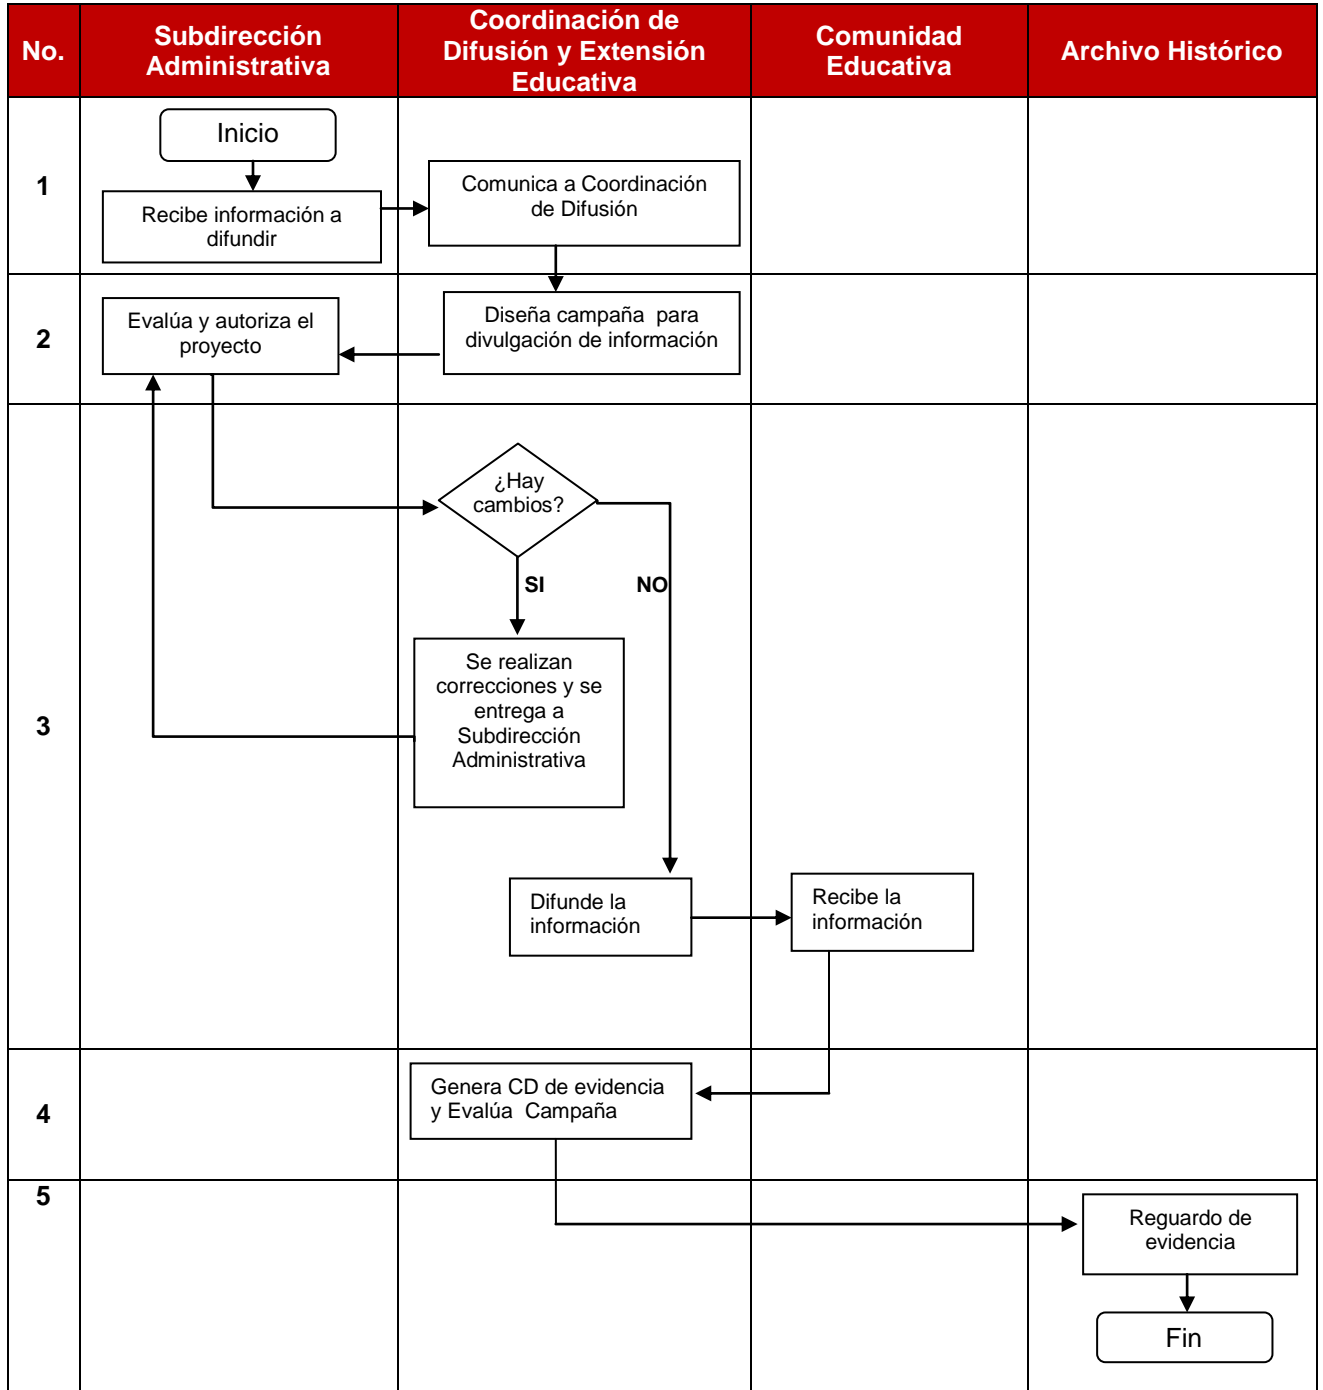 No.
Subdirección
Administrativa
Coordinación de
Difusión y Extensión
Educativa
Comunidad
Educativa
Archivo Histórico
1
Inicio
Recibe información a
difundir
Comunica a Coordinación
de Difusión
2
Evalúa y autoriza el
proyecto
Diseña campaña para
divulgación de información
3
¿Hay
cambios?
SI
NO
Se realizan
correcciones y se
entrega a
Subdirección
Administrativa
Difunde la
información
Recibe la
información
4
Genera CD de evidencia
y Evalúa Campaña
5
Reguardo de
evidencia
Fin